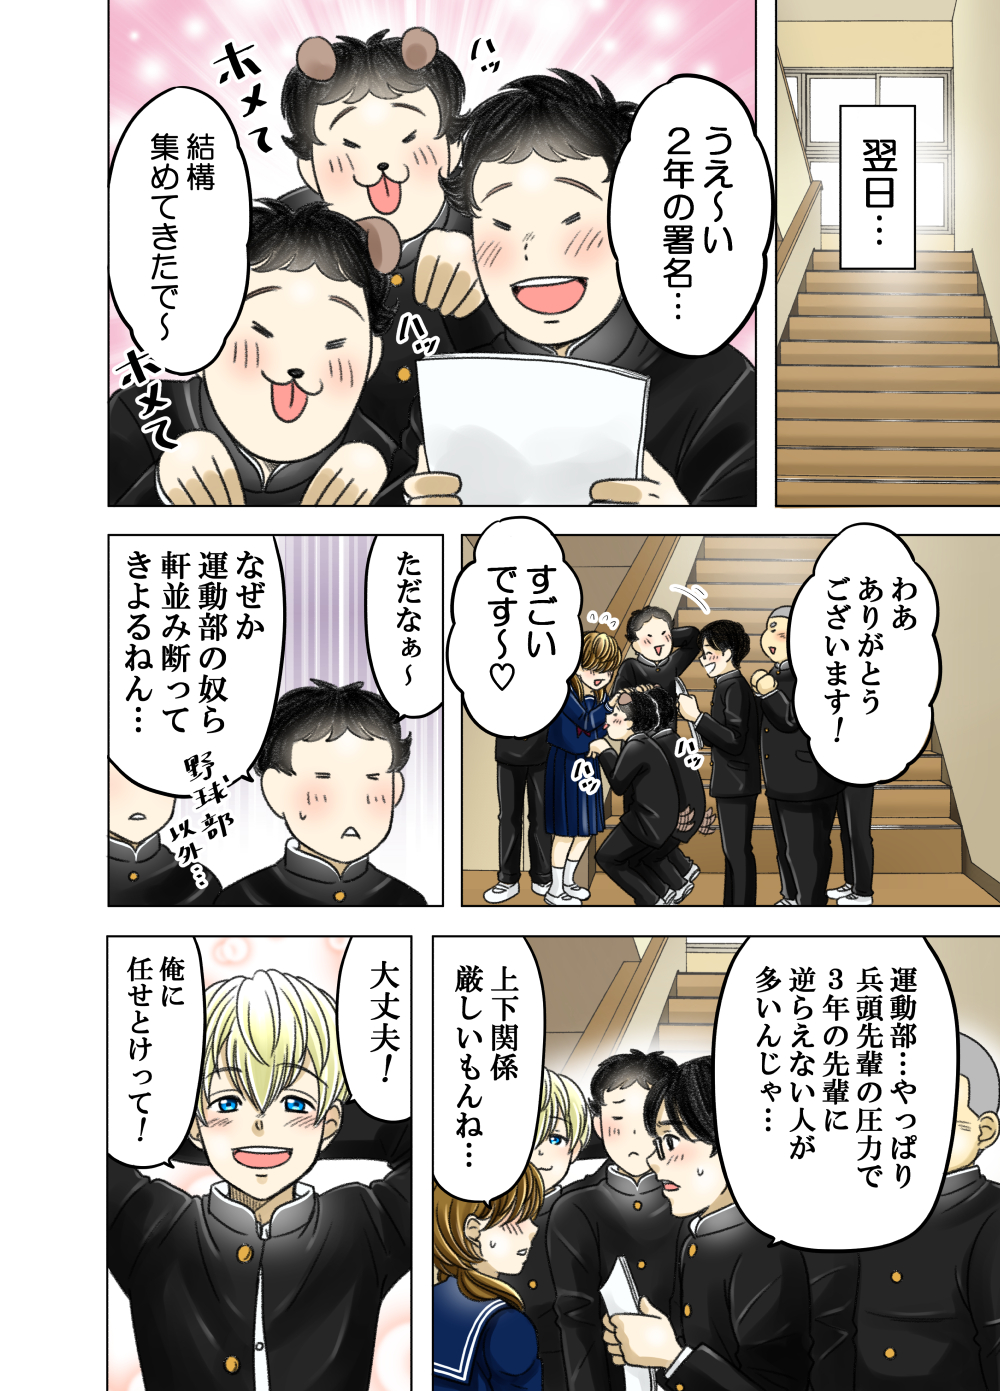 翌日…
うえ〜い
２年の署名…
ハッ
ホメて
結構
集めてきたで〜
ハッ
ホメて
わあ
ありがとう
ございます！
すごい
です〜♡
ハッ
ハッ
ただなぁ〜
なぜか
運動部の奴ら
軒並み断って
きよるねん…
野球部
以外…
運動部…やっぱり
兵頭先輩の圧力で
３年の先輩に
逆らえない人が
多いんじゃ…
上下関係
厳しいもんね…
大丈夫！
俺に
任せとけって！